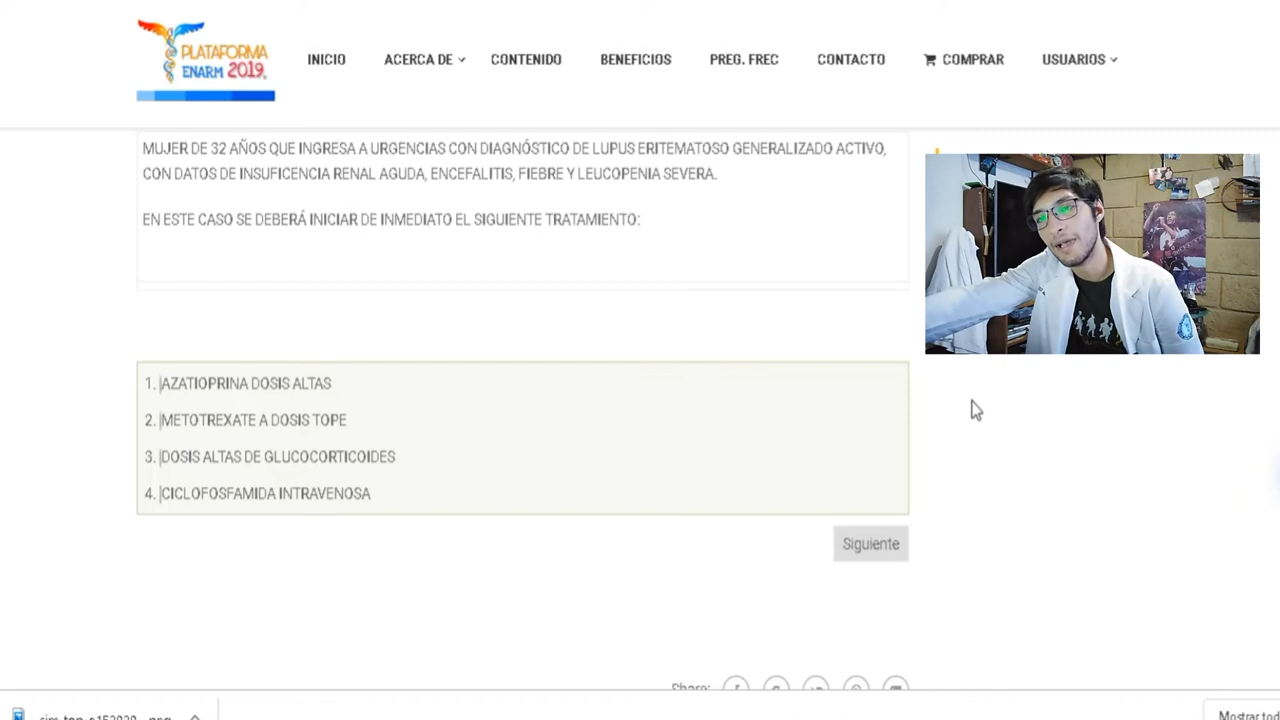 PLATAFORMA
ENARM 2019
INICIO
ACERCA DE
CONTENIDO
BENEFICIOS
PREG. FREC
CONTACTO
COMPRAR
USUARIOS
MUJER DE 32 AÑOS QUE INGRESA A URGENCIAS CON DIAGNÓSTICO DE LUPUS ERITEMATOSO GENERALIZADO ACTIVO,
CON DATOS DE INSUFICENCIA RENAL AGUDA, ENCEFALITIS, FIEBRE Y LEUCOPENIA SEVERA.
EN ESTE CASO SE DEBERÁ INICIAR DE INMEDIATO EL SIGUIENTE TRATAMIENTO:
1. AZATIOPRINA DOSIS ALTAS
2. METOTREXATE A DOSIS TOPE
3. DOSIS ALTAS DE GLUCOCORTICOIDES
4. CICLOFOSFAMIDA INTRAVENOSA
Siguiente
Share:
Mostrar tod